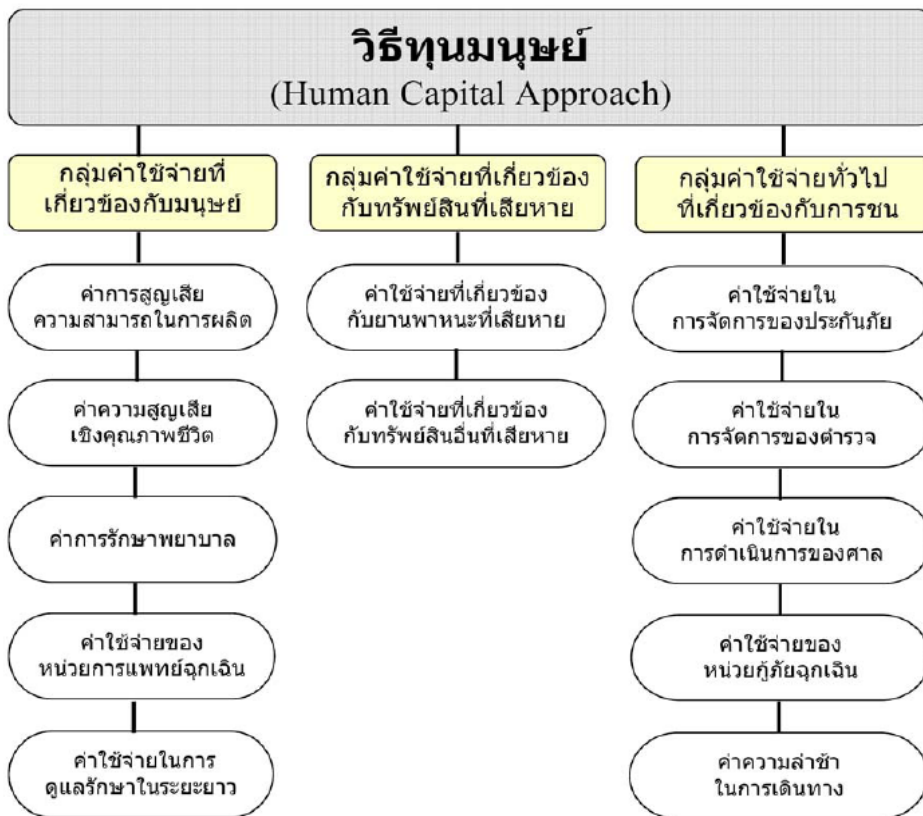 วิธีทุนมนุษย์
(Human Capital Approach)
กลุ่มค่าใช้จ่ายที่
เกี่ยวข้องกับมนุษย์
ค่าการสูญเสีย
ความสามารถในการผลิต
ค่าความสูญเสีย
เชิงคุณภาพชีวิต
ค่าการรักษาพยาบาล
ค่าใช้จ่ายของ
หน่วยการแพทย์ฉุกเฉิน
ค่าใช้จ่ายในการ
ดูแลรักษาในระยะยาว
กลุ่มค่าใช้จ่ายที่เกี่ยวข้อง
กับทรัพย์สินที่เสียหาย
ค่าใช้จ่ายที่เกี่ยวข้อง
กับยานพาหนะที่เสียหาย
ค่าใช้จ่ายที่เกี่ยวข้อง
กับทรัพย์สินอื่นที่เสียหาย
กลุ่มค่าใช้จ่ายทั่วไป
ที่เกี่ยวข้องกับการชน
ค่าใช้จ่ายใน
การจัดการของประกันภัย
ค่าใช้จ่ายใน
การจัดการของตำรวจ
ค่าใช้จ่ายใน
การดำเนินการของศาล
ค่าใช้จ่ายของ
หน่วยกู้ภัยฉุกเฉิน
ค่าความล่าช้า
ในการเดินทาง